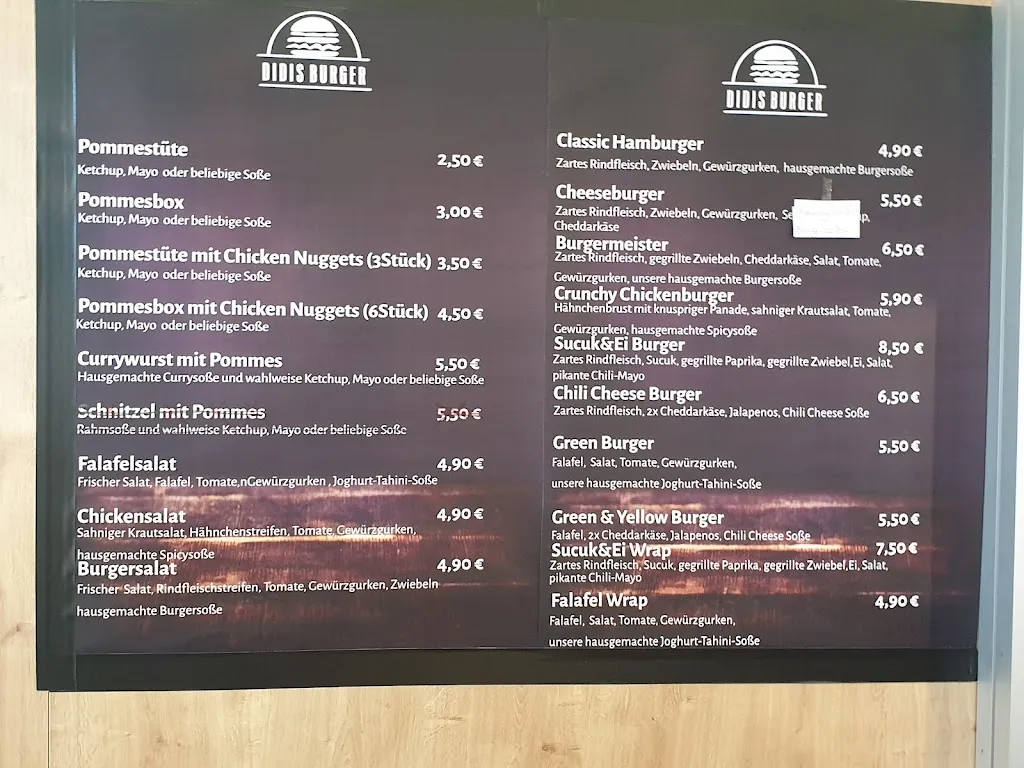 DIDIS BURGER
Pommestüte 2,50 €
Ketchup, Mayo oder beliebige Soße
Pommesbox 3,00 €
Ketchup, Mayo oder beliebige Soße
Pommestüte mit Chicken Nuggets (3Stück) 3,50 €
Ketchup, Mayo oder beliebige Soße
Pommesbox mit Chicken Nuggets (6Stück) 4,50 €
Ketchup, Mayo oder beliebige Soße
Currywurst mit Pommes 5,50 €
Hausgemachte Currysoße und wahlweise Ketchup, Mayo oder beliebige Soße
Schnitzel mit Pommes 5,50 €
Rahmsoße und wahlweise Ketchup, Mayo oder beliebige Soße
Falafelsalat 4,90 €
Frischer Salat, Falafel, Tomate,nGewürzgurken , Joghurt-Tahini-Soße
Chickensalat 4,90 €
Sahniger Krautsalat, Hähnchenstreifen, Tomate, Gewürzgurken,
hausgemachte Spicysoße
Burgersalat 4,90 €
Frischer Salat, Rindfleischstreifen, Tomate, Gewürzgurken, Zwiebeln
hausgemachte Burgersoße
DIDIS BURGER
Classic Hamburger 4,90 €
Zartes Rindfleisch, Zwiebeln, Gewürzgurken, hausgemachte Burgersoße
Cheeseburger 5,50 €
Zartes Rindfleisch, Zwiebeln, Gewürzgurken,
Cheddarkäse
Burgermeister 6,50 €
Zartes Rindfleisch, gegrillte Zwiebeln, Cheddarkäse, Salat, Tomate,
Gewürzgurken, unsere hausgemachte Burgersoße
Crunchy Chickenburger 5,90 €
Hähnchenbrust mit knuspriger Panade, sahniger Krautsalat, Tomate,
Gewürzgurken, hausgemachte Spicysoße
Sucuk&Ei Burger 8,50 €
Zartes Rindfleisch, Sucuk, gegrillte Paprika, gegrillte Zwiebel,Ei, Salat,
pikante Chili-Mayo
Chili Cheese Burger 6,50 €
Zartes Rindfleisch, 2x Cheddarkäse, Jalapenos, Chili Cheese Soße
Green Burger 5,50 €
Falafel, Salat, Tomate, Gewürzgurken,
unsere hausgemachte Joghurt-Tahini-Soße
Green & Yellow Burger 5,50 €
Falafel, 2x Cheddarkäse, Jalapenos, Chili Cheese Soße
Sucuk&Ei Wrap 7,50 €
Zartes Rindfleisch, Sucuk, gegrillte Paprika, gegrillte Zwiebel,Ei, Salat,
pikante Chili-Mayo
Falafel Wrap 4,90 €
Falafel, Salat, Tomate, Gewürzgurken,
unsere hausgemachte Joghurt-Tahini-Soße